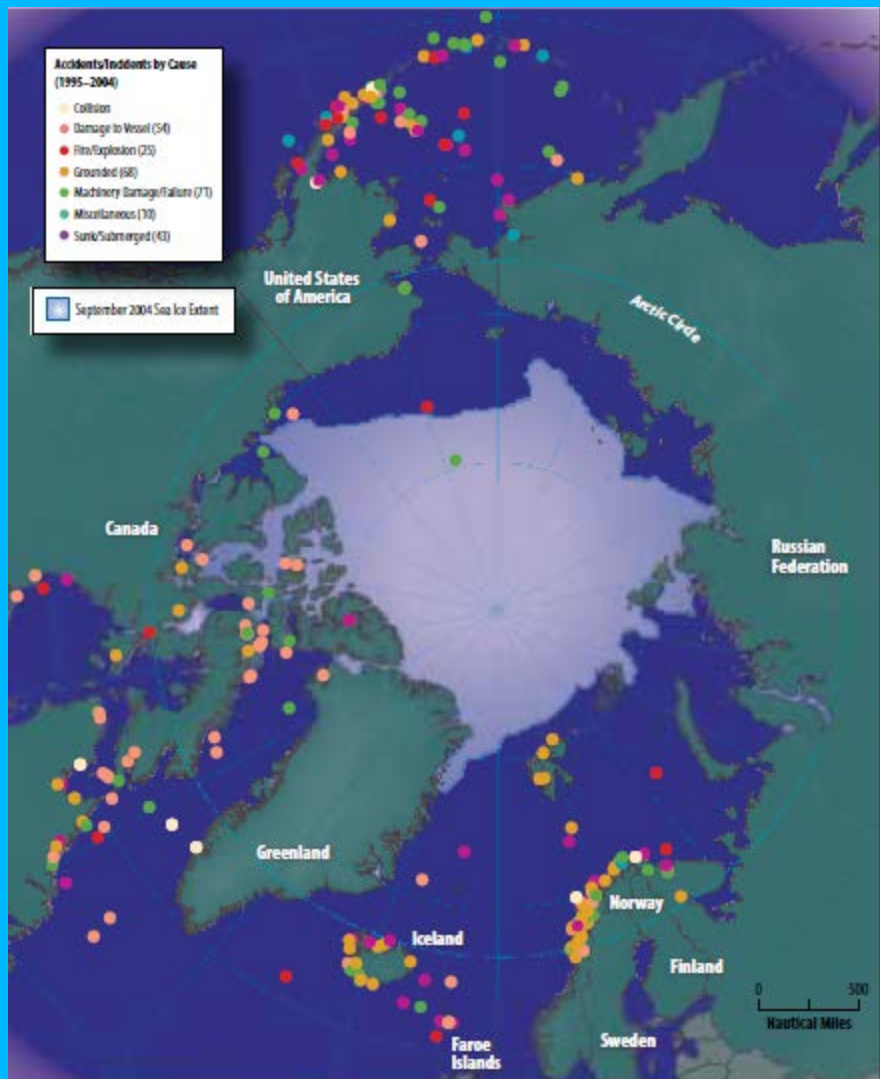 Accidents/Incidents by Cause
(1995–2004)
Collision
Damage to Vessel (54)
Fire/Explosion (25)
Grounded (68)
Machinery Damage/Failure (71)
Miscellaneous (10)
Sunk/Submerged (43)
September 2004 Sea Ice Extent
United States
of America
Arctic Circle
Canada
Russian
Federation
Greenland
Norway
Iceland
Finland
0 500
Nautical Miles
Faroe
Islands
Sweden